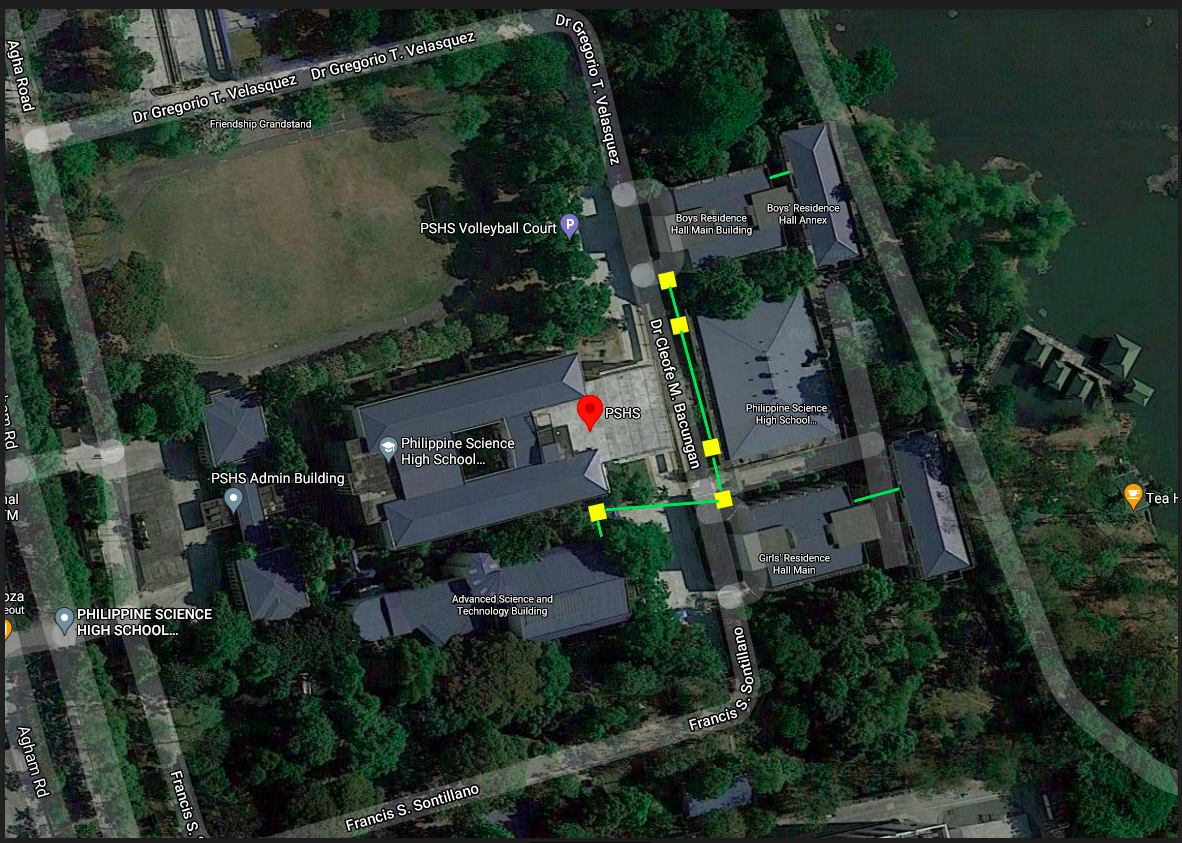 Dr Gregorio T. Velasquez
Agha Road
Dr Gregorio T. Velasquez
Dr Gregorio T. Velasquez
Dr Gregorio T. Velasquez
Friendship Grandstand
PSHS Volleyball Court
P
Boys Residence
Hall Main Building
Boys' Residence
Hall Annex
Dr Cleofe M. Bacungan
PSHS
Philippine Science
High School...
Philippine Science
High School...
PSHS Admin Building
Tea H
Girls' Residence
Hall Main
Advanced Science and
Technology Building
PHILIPPINE SCIENCE
HIGH SCHOOL...
Francis S. Sontillano
Francis S. Sontillano
Agham Rd
Francis S. S